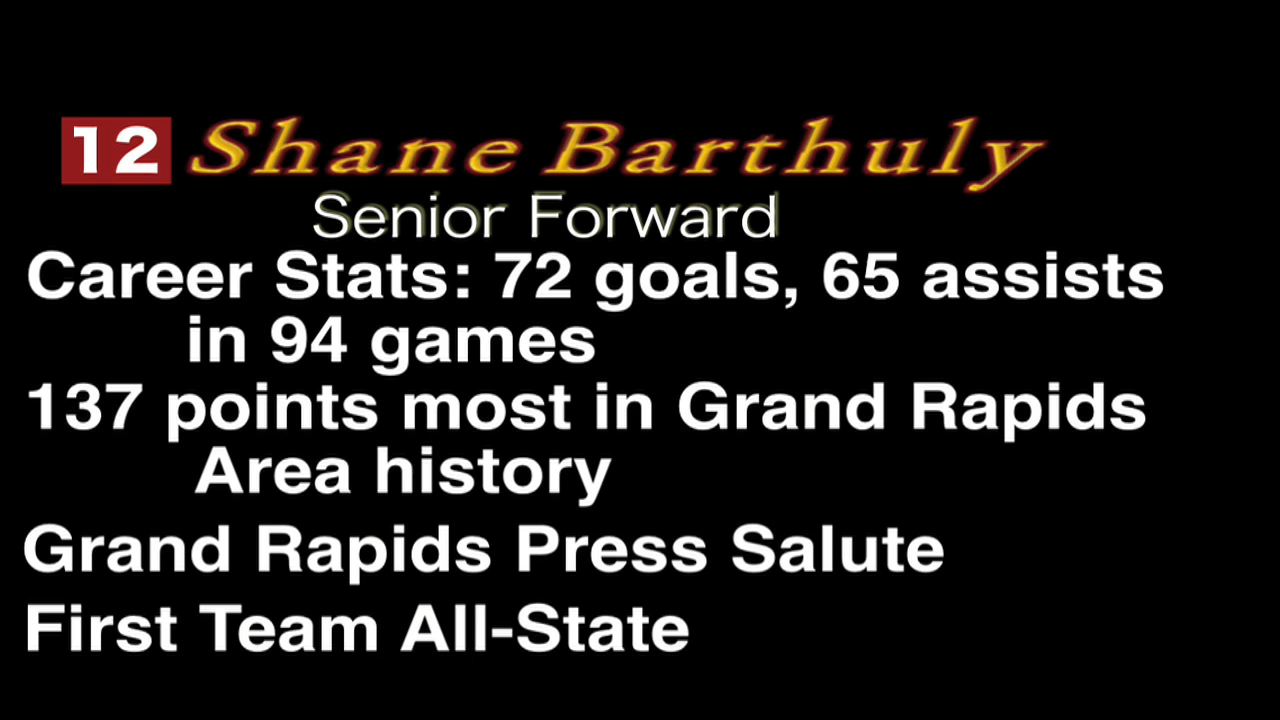 12 Shane Barthuly
Senior Forward
Career Stats: 72 goals, 65 assists
in 94 games
137 points most in Grand Rapids
Area history
Grand Rapids Press Salute
First Team All-State